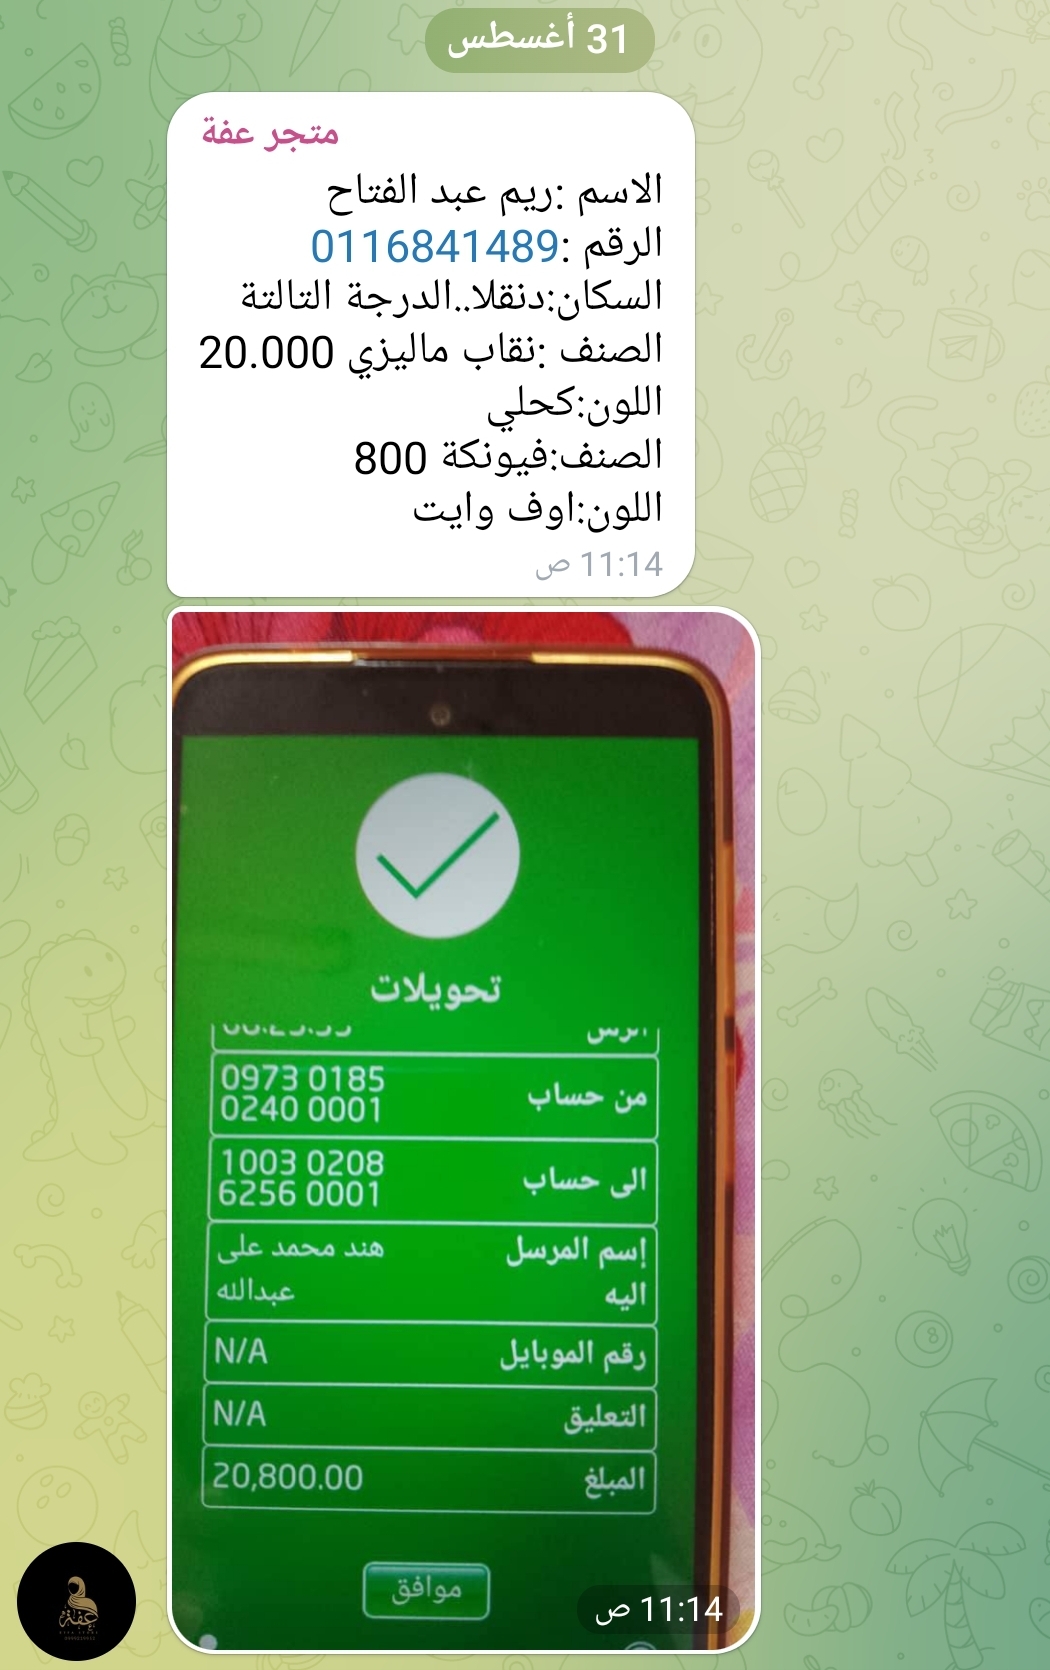 31 أغسطس
متجر عفة
الاسم :ريم عبد الفتاح
الرقم :0116841489
السكان:دنقلا..الدرجة التالتة
الصنف :نقاب ماليزي 20.000
اللون:كحلي
الصنف:فيونكة 800
اللون:اوف وايت
11:14 ص
تحويلات
من حساب 0973 0185
0240 0001
الى حساب 1003 0208
6256 0001
إسم المرسل هند محمد على
اليه عبدالله
رقم الموبايل N/A
التعليق N/A
المبلغ 20,800.00
موافق
11:14 ص
عفة